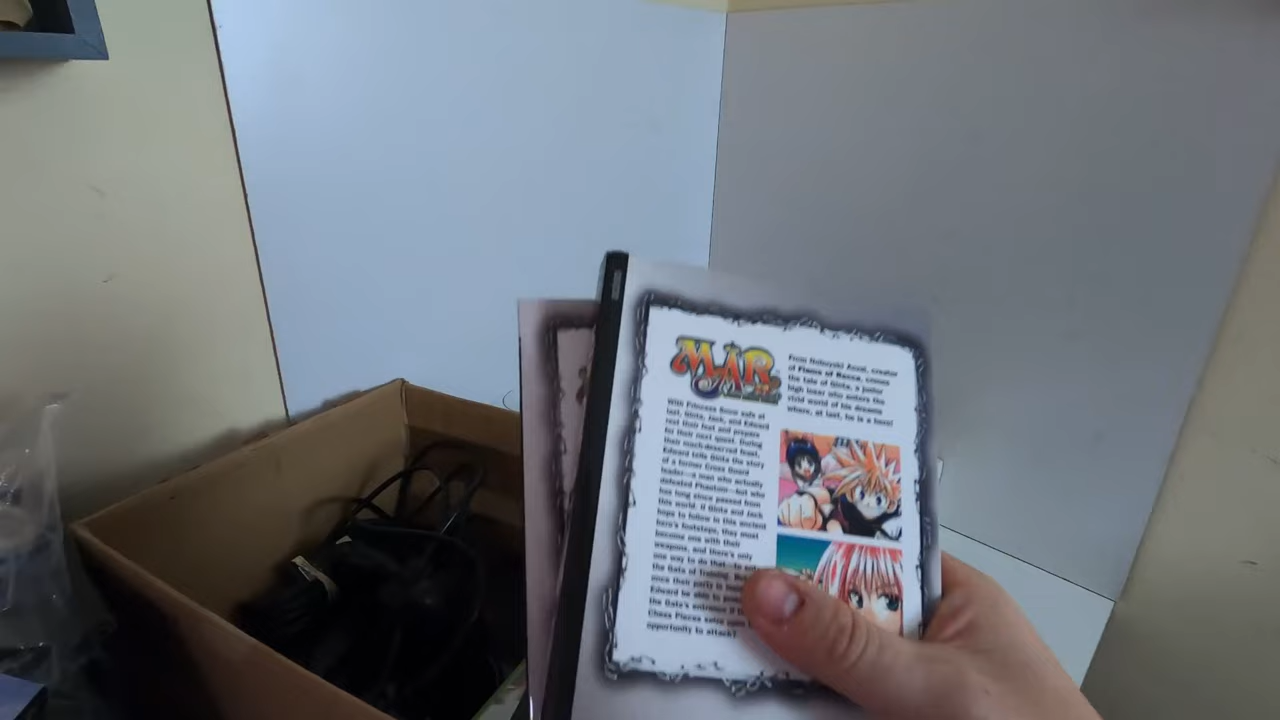 MÄR
From Nobuyuki Anzai, creator
of Flame of Recca, comes
the tale of Ginta, a junior
high loser who enters the
vivid world of his dreams
where, at last, he is a hero!
With Princess Snow safe at
last, Ginta, Jack, and Edward
rest their feet and prepare
for their next quest. During
their much-deserved feast,
Edward tells Ginta the story
of a former Cross Guard
leader—a man who actually
defeated Phantom—but who
has long since passed from
this world. If Ginta and Jack
hope to follow in this ancient
hero's footsteps, they must
become one with their
weapons, and there's only
one way to do that—to
the Gate of Training.
once their party is
Edward be able to
the Gate's entrance if
Chess Pieces seize
opportunity to attack?